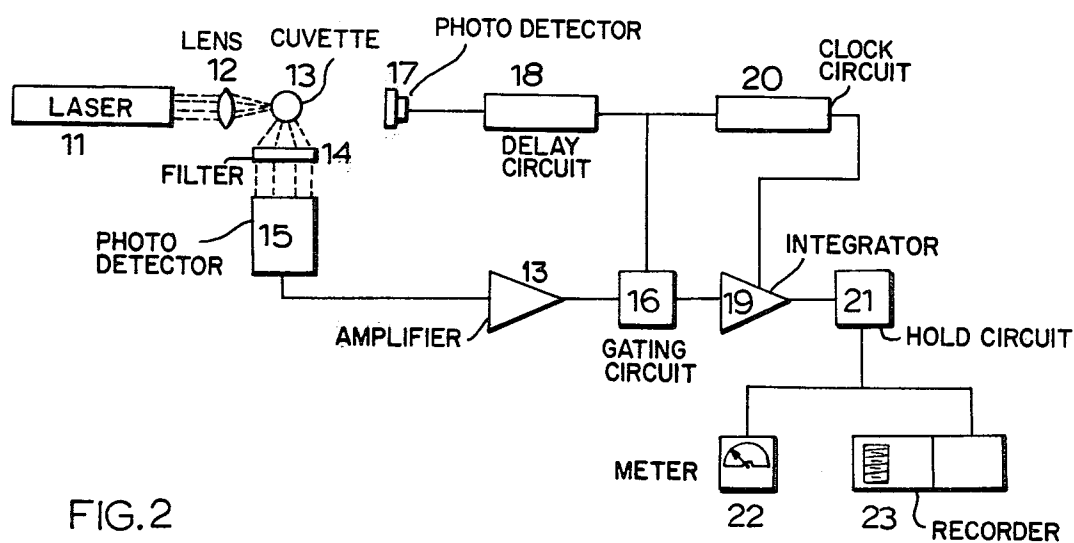 LENS
12
CUVETTE
13
17
PHOTO DETECTOR
18
20
CLOCK
CIRCUIT
LASER
11
DELAY
CIRCUIT
14
FILTER
15
PHOTO
DETECTOR
13
AMPLIFIER
16
GATING
CIRCUIT
19
INTEGRATOR
21
HOLD CIRCUIT
METER
22
23
RECORDER
FIG.2